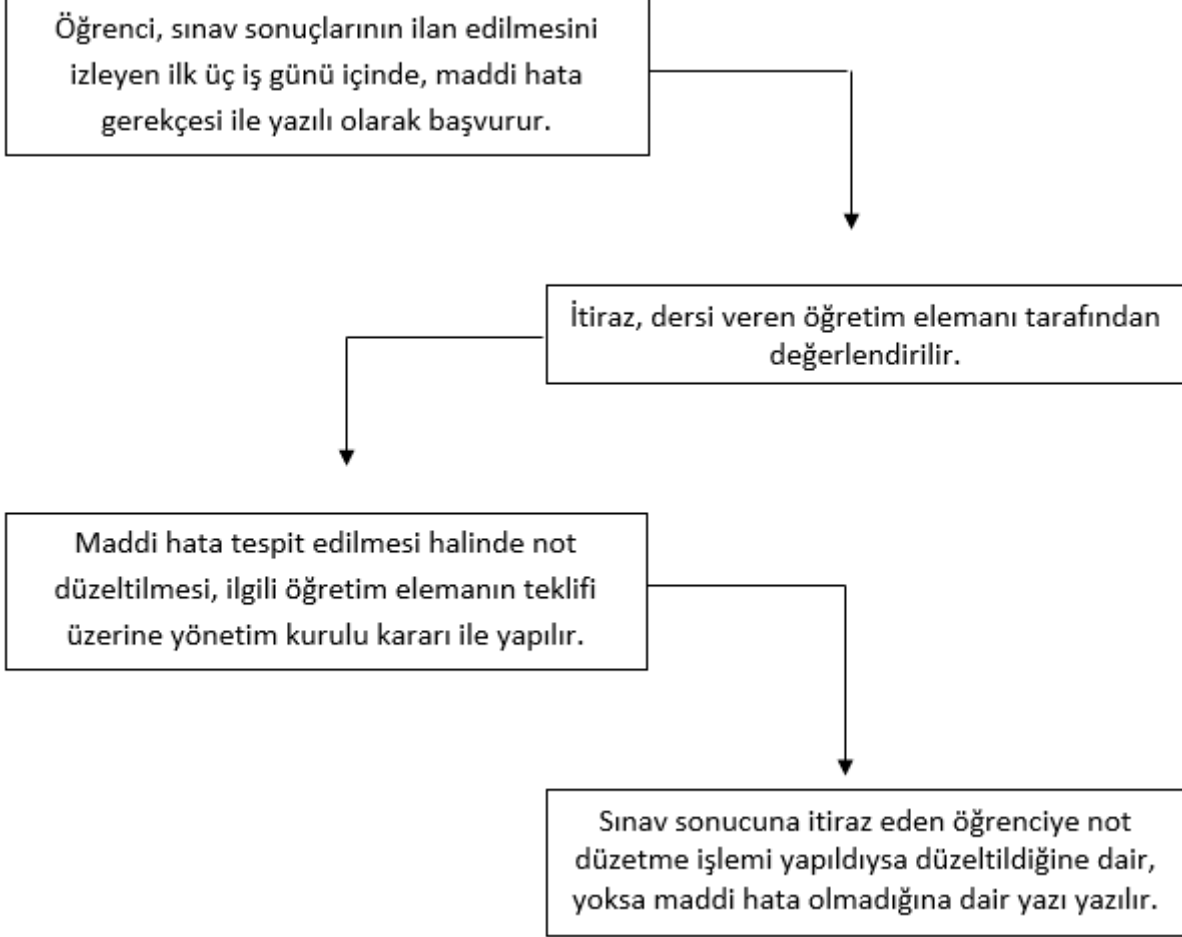 Öğrenci, sınav sonuçlarının ilan edilmesini
izleyen ilk üç iş günü içinde, maddi hata
gerekçesi ile yazılı olarak başvurur.
İtiraz, dersi veren öğretim elemanı tarafından
değerlendirilir.
Maddi hata tespit edilmesi halinde not
düzeltilmesi, ilgili öğretim elemanın teklifi
üzerine yönetim kurulu kararı ile yapılır.
Sınav sonucuna itiraz eden öğrenciye not
düzetme işlemi yapıldıysa düzeltildiğine dair,
yoksa maddi hata olmadığına dair yazı yazılır.